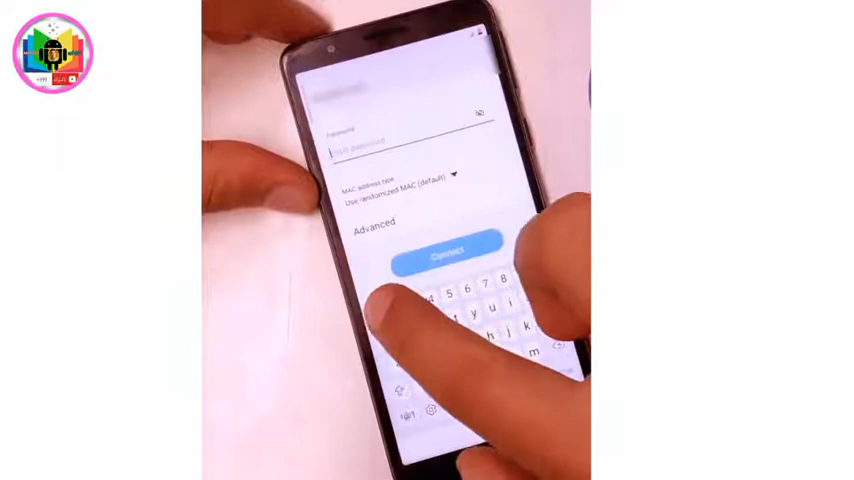 Password
MAC address type
Use randomized MAC (default)
Advanced
Connect
4 5 6 7 8
t y u i
h j k
m